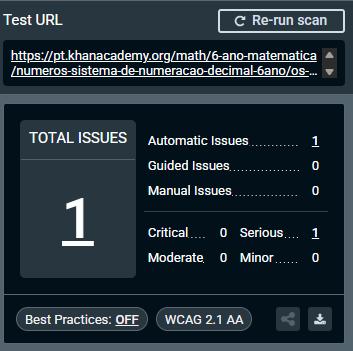 Test URL
Re-run scan
https://pt.khanacademy.org/math/6-ano-matematica
/numeros-sistema-de-numeracao-decimal-6ano/os-...
TOTAL ISSUES
1
Automatic Issues 1
Guided Issues 0
Manual Issues 0
Critical 0 Serious 1
Moderate 0 Minor 0
Best Practices: OFF
WCAG 2.1 AA